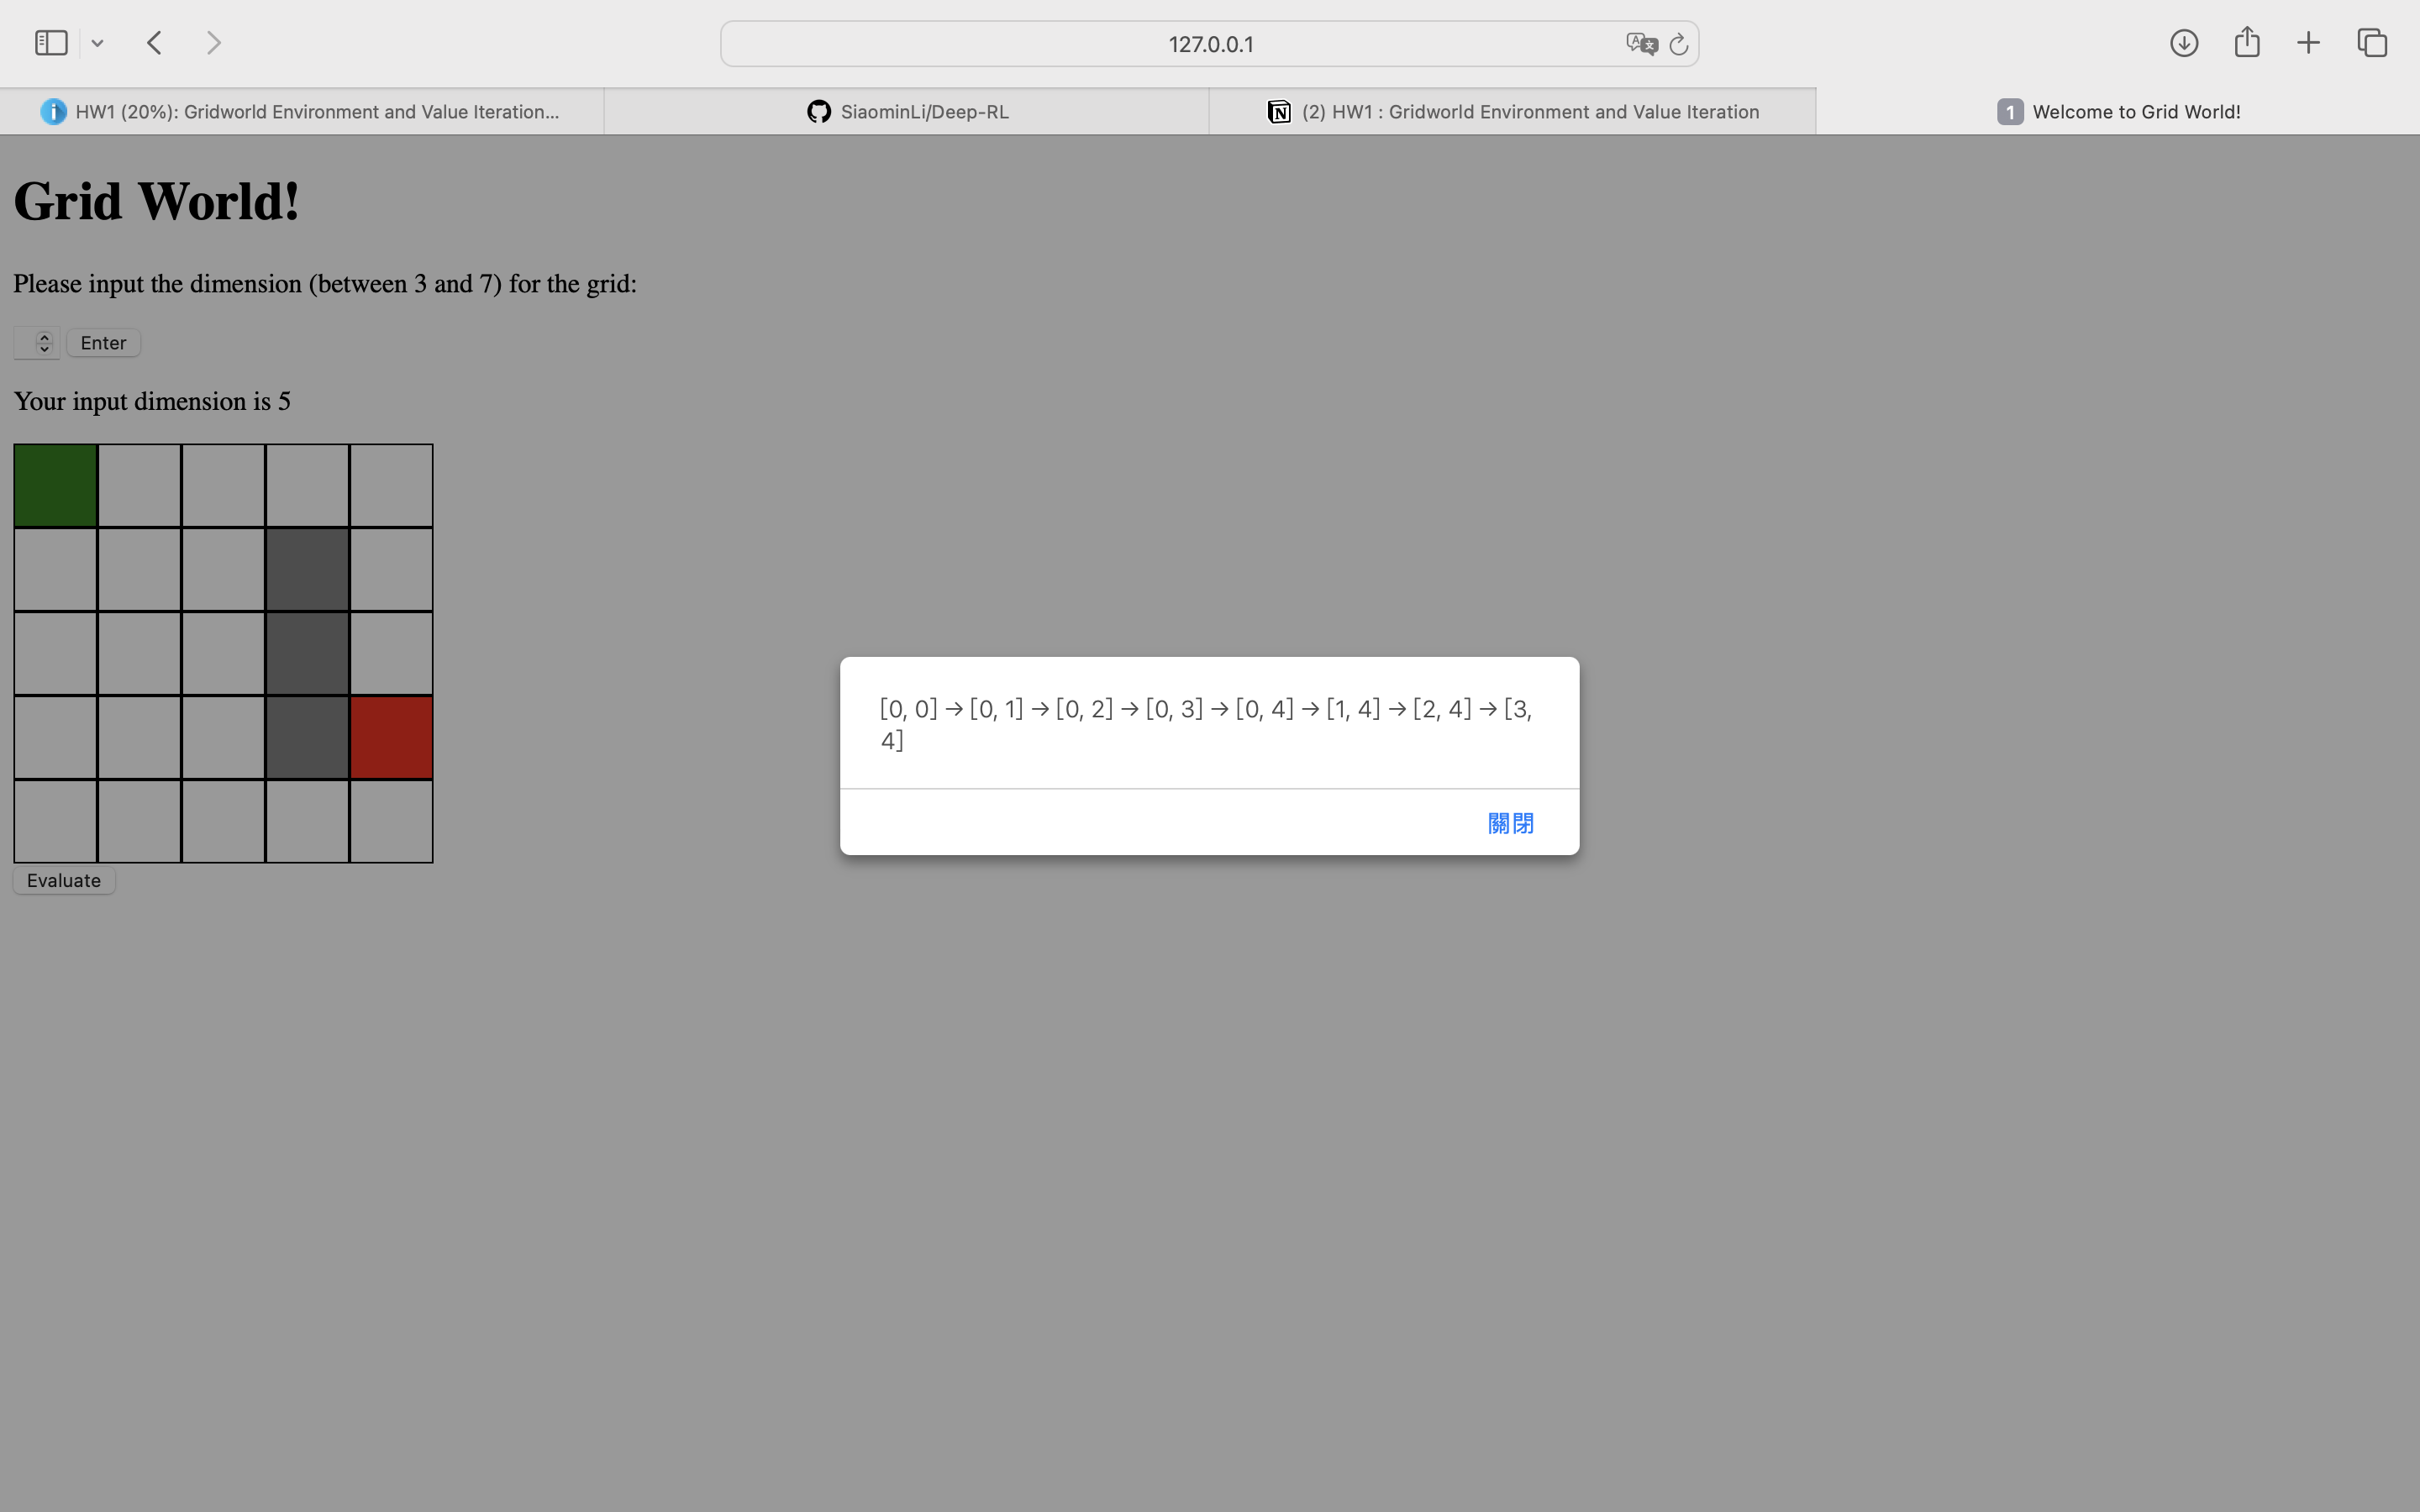 127.0.0.1
HW1 (20%): Gridworld Environment and Value Iteration...
SiaominLi/Deep-RL
(2) HW1 : Gridworld Environment and Value Iteration
1 Welcome to Grid World!
Grid World!
Please input the dimension (between 3 and 7) for the grid:
Enter
Your input dimension is 5
[0, 0] → [0, 1] → [0, 2] → [0, 3] → [0, 4] → [1, 4] → [2, 4] → [3,
4]
關閉
Evaluate